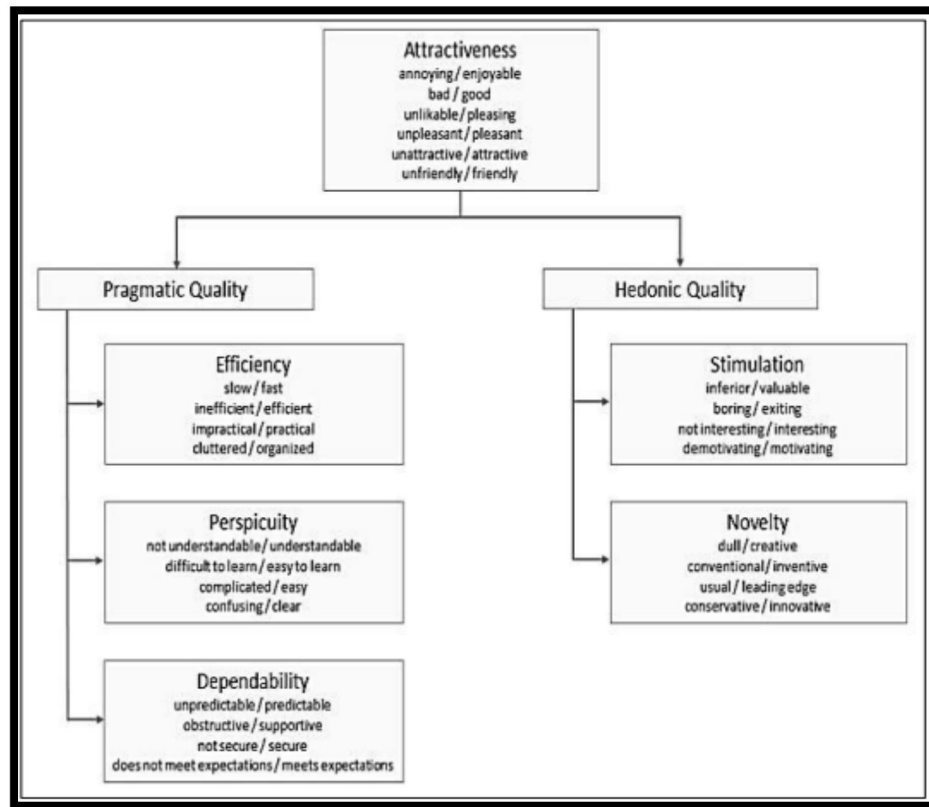 Attractiveness
annoying/enjoyable
bad/good
unlikable/pleasing
unpleasant/pleasant
unattractive/attractive
unfriendly/friendly
Pragmatic Quality
Hedonic Quality
Efficiency
slow/fast
inefficient/efficient
impractical/practical
cluttered/organized
Stimulation
inferior/valuable
boring/exiting
not interesting/interesting
demotivating/motivating
Perspicuity
not understandable/understandable
difficult to learn/easy to learn
complicated/easy
confusing/clear
Novelty
dull/creative
conventional/inventive
usual/leading edge
conservative/innovative
Dependability
unpredictable/predictable
obstructive/supportive
not secure/secure
does not meet expectations/meets expectations